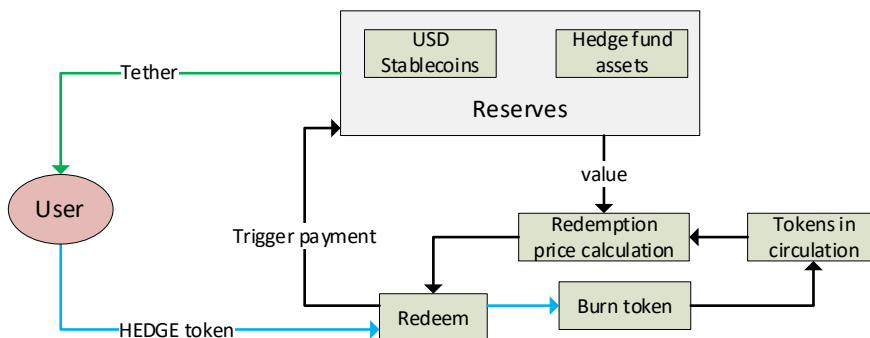 USD
Stablecoins
Hedge fund
assets
Reserves
Tether
value
User
Trigger payment
Redemption
price calculation
Tokens in
circulation
HEDGE token
Redeem
Burn token